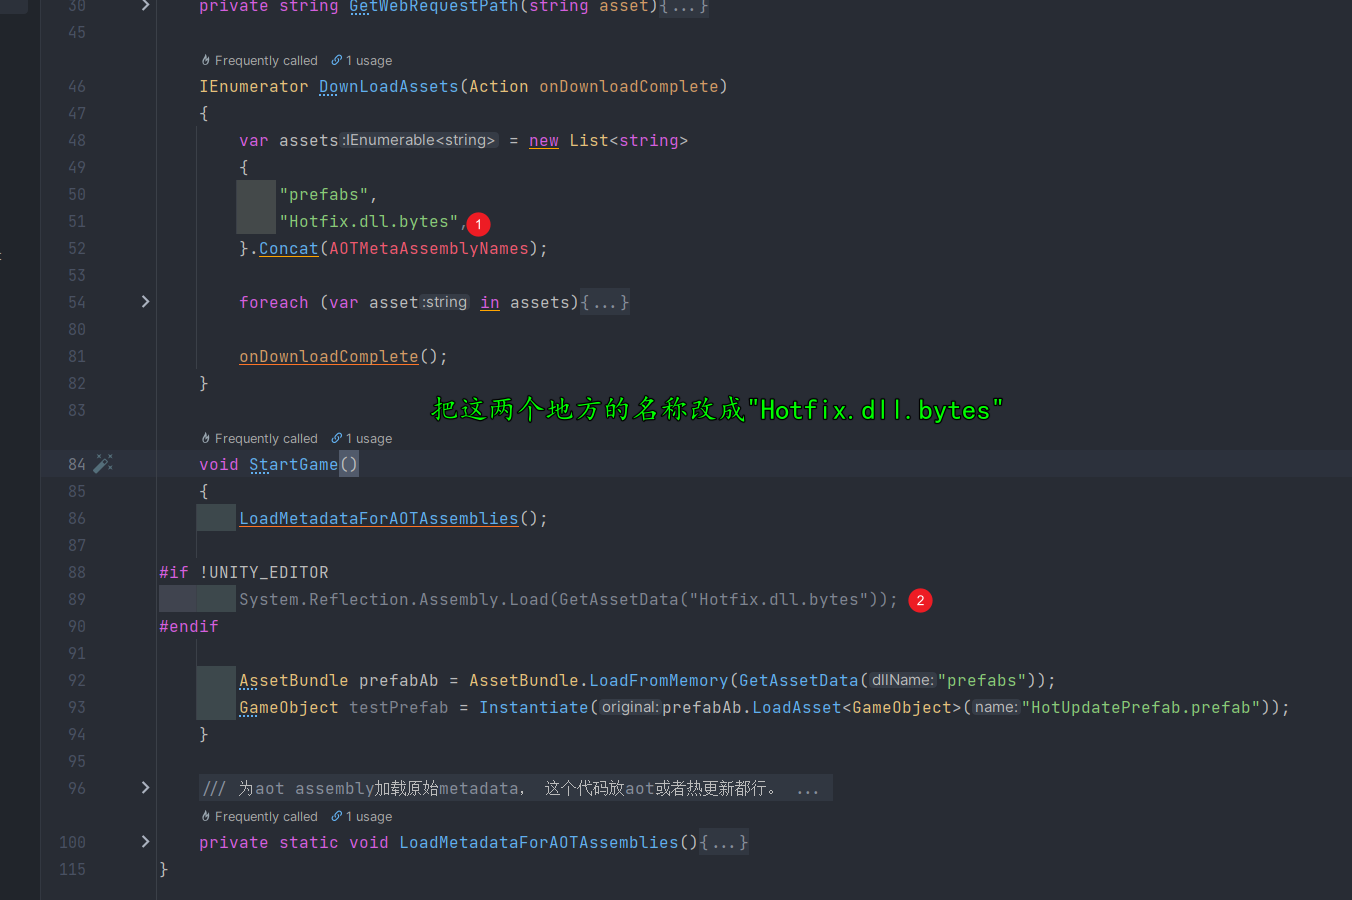 30 private string GetWebRequestPath(string asset){...}
45
Frequently called 1 usage
46 IEnumerator DownLoadAssets(Action onDownloadComplete)
47 {
48 var assets:IEnumerable<string> = new List<string>
49 {
50 "prefabs",
51 "Hotfix.dll.bytes", 1
52 }.Concat(AOTMetaAssemblyNames);
53
54 foreach (var asset:string in assets){...}
80
81 onDownloadComplete();
82 }
83 把这两个地方的名称改成"Hotfix.dll.bytes"
Frequently called 1 usage
84 void StartGame()
85 {
86 LoadMetadataForAOTAssemblies();
87
88 #if !UNITY_EDITOR
89 System.Reflection.Assembly.Load(GetAssetData("Hotfix.dll.bytes")); 2
90 #endif
91
92 AssetBundle prefabAb = AssetBundle.LoadFromMemory(GetAssetData(dllName:"prefabs"));
93 GameObject testPrefab = Instantiate(original:prefabAb.LoadAsset<GameObject>(name:"HotUpdatePrefab.prefab"));
94 }
95
96 /// 为aot assembly加载原始metadata， 这个代码放aot或者热更新都行。 ...
Frequently called 1 usage
100 private static void LoadMetadataForAOTAssemblies(){...}
115 }